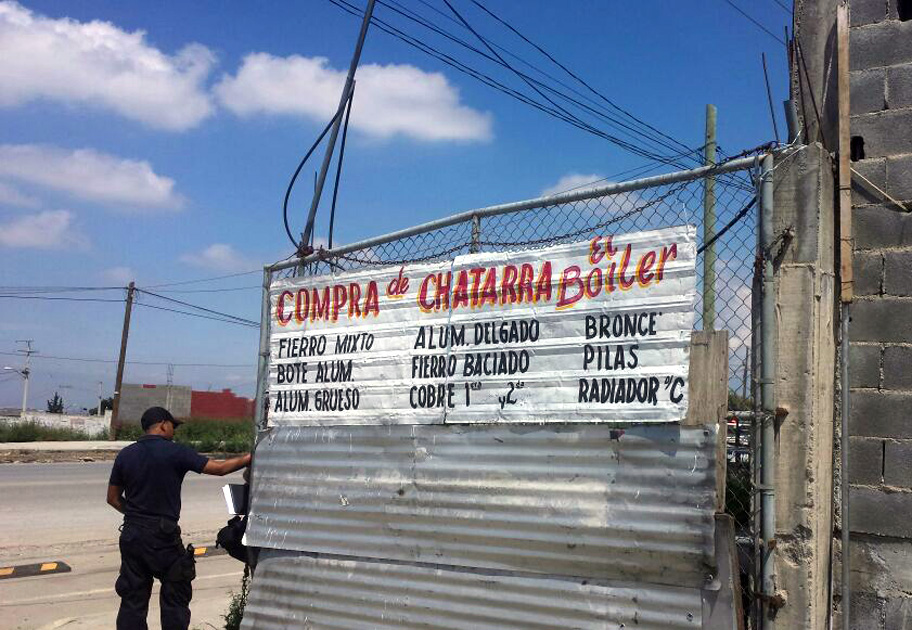 COMPRA de CHATARRA EL BOILER
FIERRO MIXTO ALUM. DELGADO BRONCE
BOTE ALUM. FIERRO BACIADO PILAS
ALUM. GRUESO COBRE 1ra y 2da RADIADOR %C